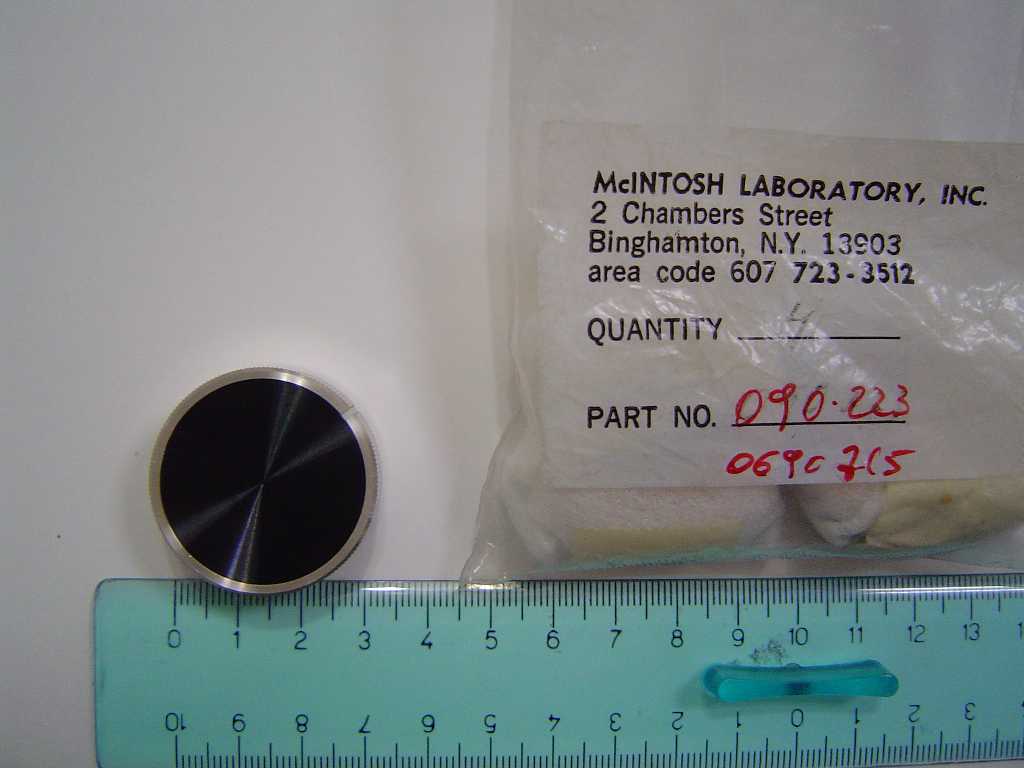 McINTOSH LABORATORY, INC.
2 Chambers Street
Binghamton, N.Y. 13903
area code 607 723-3512
QUANTITY 4
PART NO. 090.223
069c715
0 1 2 3 4 5 6 7 8 9 10 11 12 13
10 9 8 7 6 5 4 3 2 1 0 1 2 3